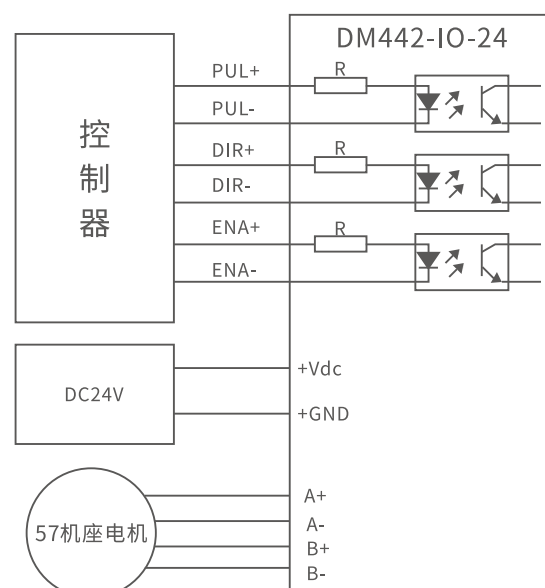 DM442-IO-24
PUL+
R
PUL-
DIR+
R
DIR-
ENA+
R
ENA-
控
制
器
DC24V
+Vdc
+GND
57机座电机
A+
A-
B+
B-